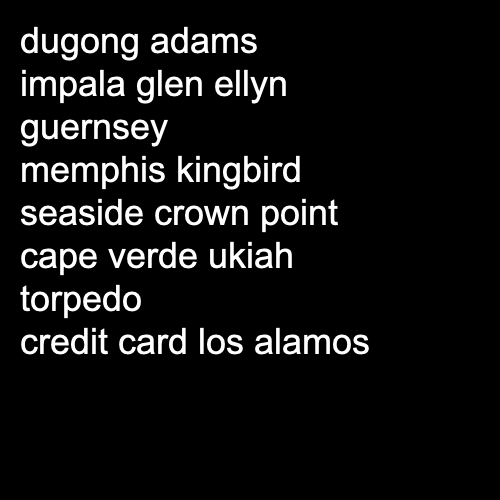 dugong adams
impala glen ellyn
guernsey
memphis kingbird
seaside crown point
cape verde ukiah
torpedo
credit card los alamos